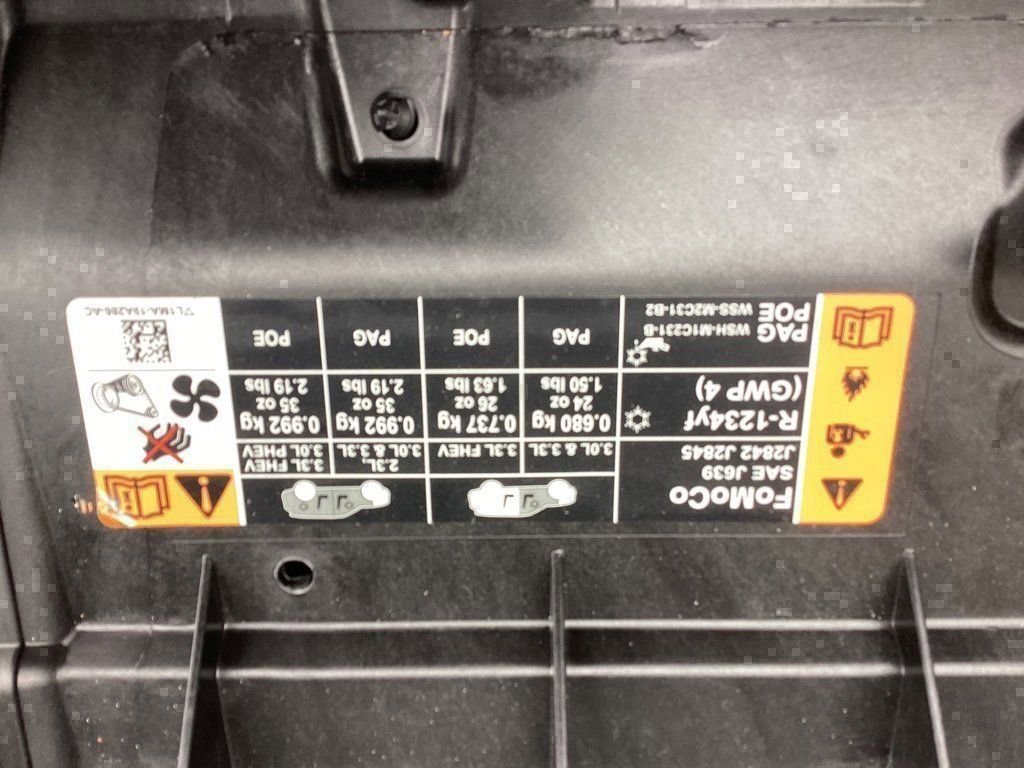 FoMoCo
SAE J639
J2842 J2845
3.0L & 3.3L
3.3L FHEV
2.3L,
3.0L & 3.3L
3.3L FHEV
3.0L PHEV
R-1234yf
(GWP 4)
0.680 kg
24 oz
1.50 lbs
0.737 kg
26 oz
1.63 lbs
0.992 kg
35 oz
2.19 lbs
0.992 kg
35 oz
2.19 lbs
PAG WSH-M1C231-B
POE WSS-M2C31-B2
PAG
POE
PAG
POE
L1MA-19A286-AC